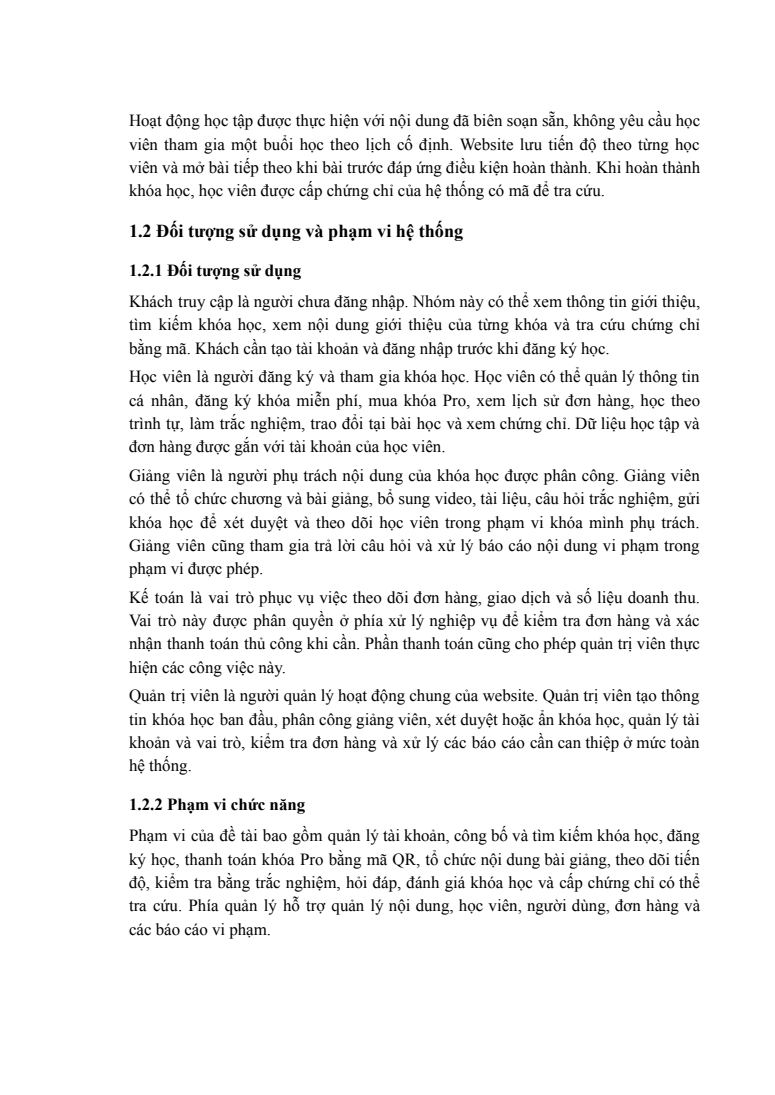 Hoạt động học tập được thực hiện với nội dung đã biên soạn sẵn, không yêu cầu học
viên tham gia một buổi học theo lịch cố định. Website lưu tiến độ theo từng học
viên và mở bài tiếp theo khi bài trước đáp ứng điều kiện hoàn thành. Khi hoàn thành
khóa học, học viên được cấp chứng chỉ của hệ thống có mã để tra cứu.
1.2 Đối tượng sử dụng và phạm vi hệ thống
1.2.1 Đối tượng sử dụng
Khách truy cập là người chưa đăng nhập. Nhóm này có thể xem thông tin giới thiệu,
tìm kiếm khóa học, xem nội dung giới thiệu của từng khóa và tra cứu chứng chỉ
bằng mã. Khách cần tạo tài khoản và đăng nhập trước khi đăng ký học.
Học viên là người đăng ký và tham gia khóa học. Học viên có thể quản lý thông tin
cá nhân, đăng ký khóa miễn phí, mua khóa Pro, xem lịch sử đơn hàng, học theo
trình tự, làm trắc nghiệm, trao đổi tại bài học và xem chứng chỉ. Dữ liệu học tập và
đơn hàng được gắn với tài khoản của học viên.
Giảng viên là người phụ trách nội dung của khóa học được phân công. Giảng viên
có thể tổ chức chương và bài giảng, bổ sung video, tài liệu, câu hỏi trắc nghiệm, gửi
khóa học để xét duyệt và theo dõi học viên trong phạm vi khóa mình phụ trách.
Giảng viên cũng tham gia trả lời câu hỏi và xử lý báo cáo nội dung vi phạm trong
phạm vi được phép.
Kế toán là vai trò phục vụ việc theo dõi đơn hàng, giao dịch và số liệu doanh thu.
Vai trò này được phân quyền ở phía xử lý nghiệp vụ để kiểm tra đơn hàng và xác
nhận thanh toán thủ công khi cần. Phần thanh toán cũng cho phép quản trị viên thực
hiện các công việc này.
Quản trị viên là người quản lý hoạt động chung của website. Quản trị viên tạo thông
tin khóa học ban đầu, phân công giảng viên, xét duyệt hoặc ẩn khóa học, quản lý tài
khoản và vai trò, kiểm tra đơn hàng và xử lý các báo cáo cần can thiệp ở mức toàn
hệ thống.
1.2.2 Phạm vi chức năng
Phạm vi của đề tài bao gồm quản lý tài khoản, công bố và tìm kiếm khóa học, đăng
ký học, thanh toán khóa Pro bằng mã QR, tổ chức nội dung bài giảng, theo dõi tiến
độ, kiểm tra bằng trắc nghiệm, hỏi đáp, đánh giá khóa học và cấp chứng chỉ có thể
tra cứu. Phía quản lý hỗ trợ quản lý nội dung, học viên, người dùng, đơn hàng và
các báo cáo vi phạm.